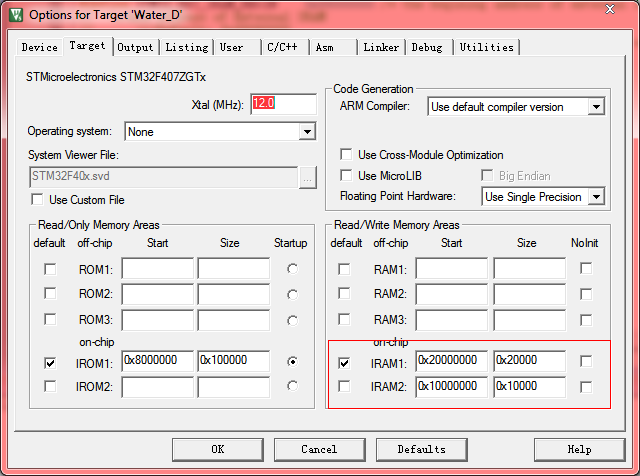 Options for Target 'Water_D'
Device Target Output Listing User C/C++ Asm Linker Debug Utilities
STMicroelectronics STM32F407ZGTx
Xtal (MHz): 12.0
Operating system: None
System Viewer File:
STM32F40x.svd ...
Use Custom File
Code Generation
ARM Compiler: Use default compiler version
Use Cross-Module Optimization
Use MicroLIB Big Endian
Floating Point Hardware: Use Single Precision
Read/Only Memory Areas
default off-chip Start Size Startup
ROM1:
ROM2:
ROM3:
on-chip
IROM1: 0x8000000 0x100000
IROM2:
Read/Write Memory Areas
default off-chip Start Size NoInit
RAM1:
RAM2:
RAM3:
on-chip
IRAM1: 0x20000000 0x20000
IRAM2: 0x10000000 0x10000
OK Cancel Defaults Help